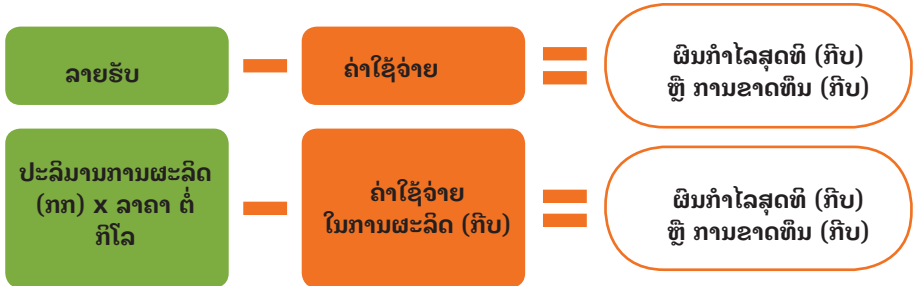 ລາຍຮັບ
ຄ່າໃຊ້ຈ່າຍ
ຜົນກຳໄລສຸດທິ (ກີບ)
ຫຼື ການຂາດທຶນ (ກີບ)
ປະລິມານການຜະລິດ
(ກກ) x ລາຄາ ຕໍ່
ກິໂລ
ຄ່າໃຊ້ຈ່າຍ
ໃນການຜະລິດ (ກີບ)
ຜົນກຳໄລສຸດທິ (ກີບ)
ຫຼື ການຂາດທຶນ (ກີບ)